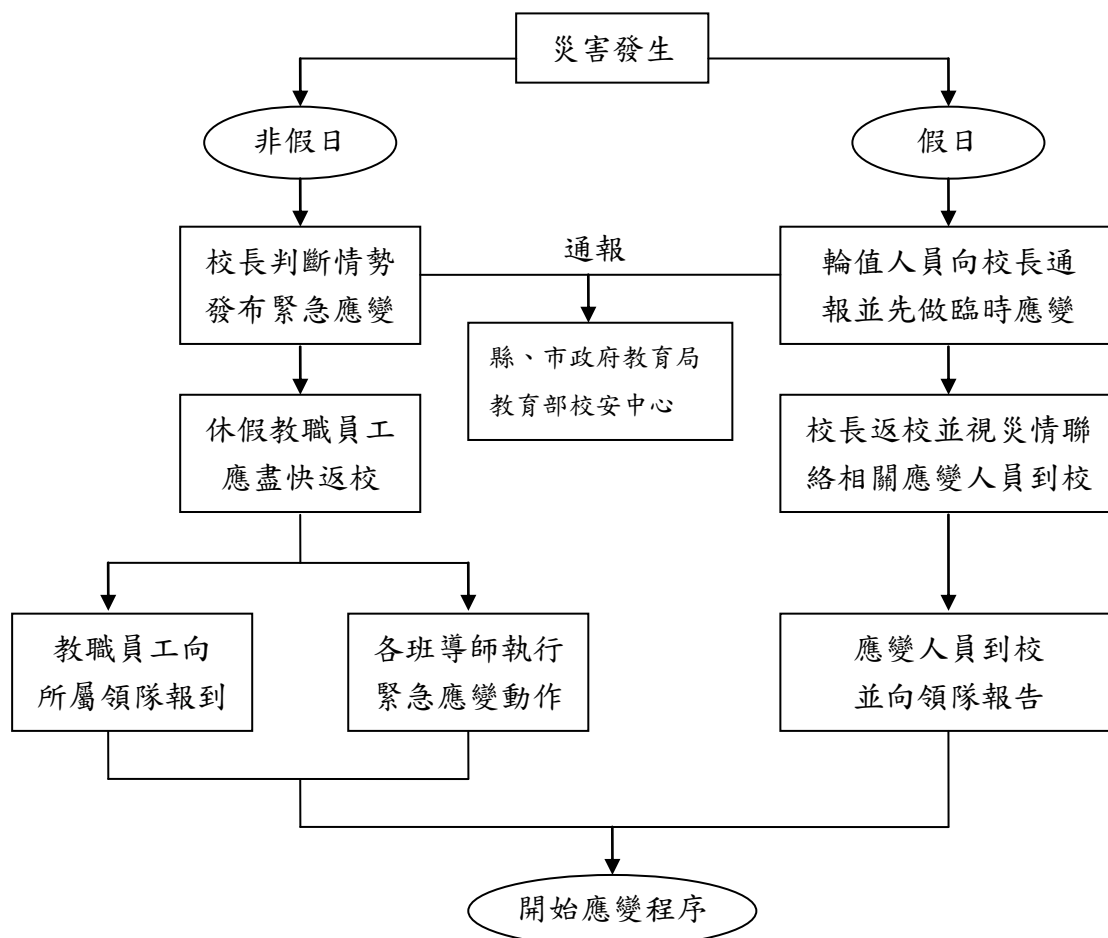 災害發生
非假日
假日
校長判斷情勢
發布緊急應變
通報
輪值人員向校長通
報並先做臨時應變
縣、市政府教育局
教育部校安中心
休假教職員工
應盡快返校
校長返校並視災情聯
絡相關應變人員到校
教職員工向
所屬領隊報到
各班導師執行
緊急應變動作
應變人員到校
並向領隊報告
開始應變程序